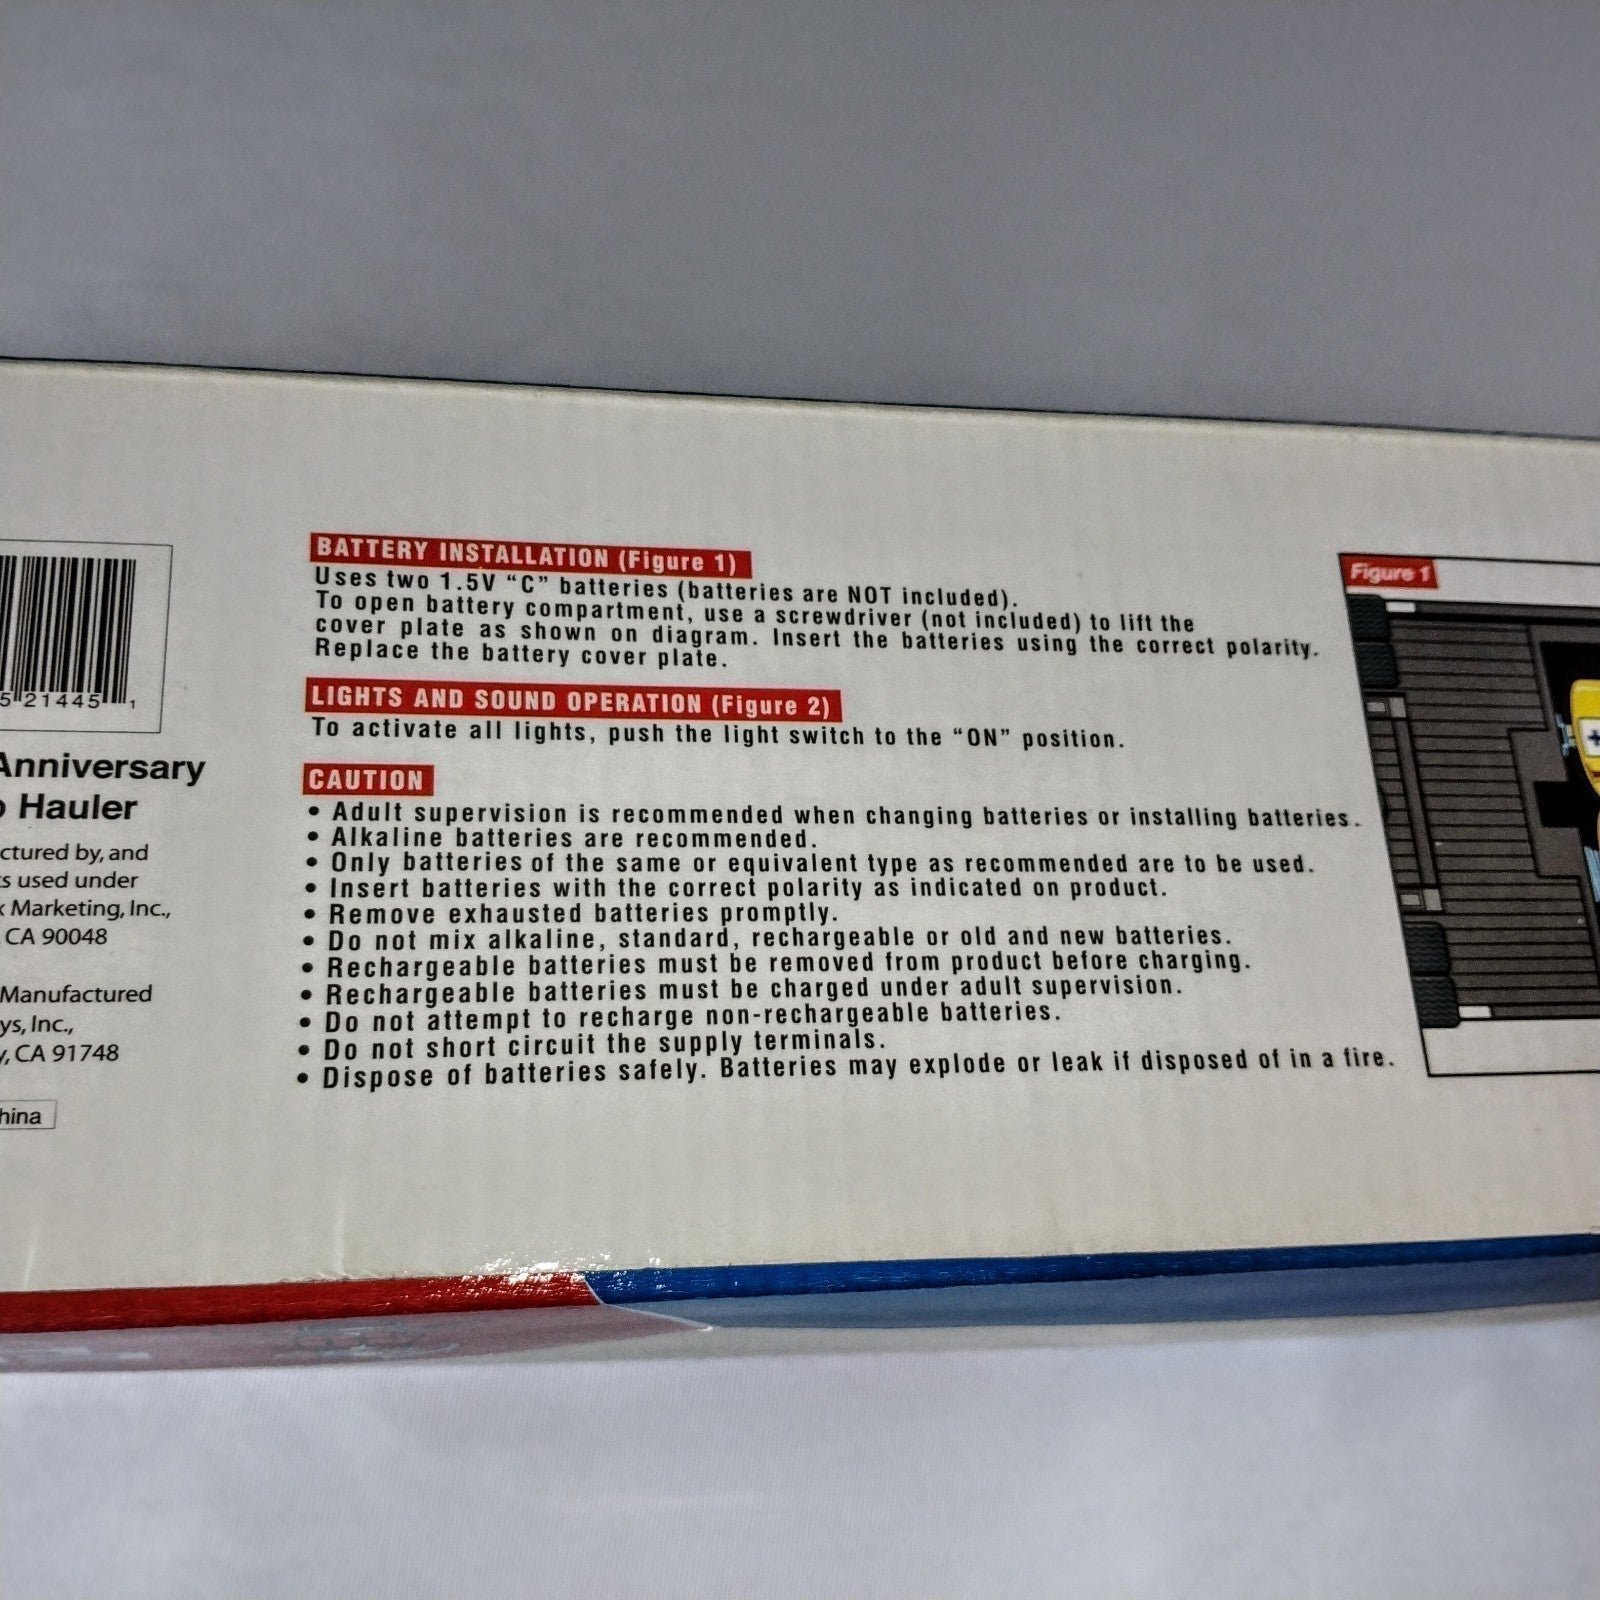 5 21445 1
Anniversary
Hauler
ctured by, and
s used under
Marketing, Inc.,
CA 90048
Manufactured
ys, Inc.,
, CA 91748
hina
BATTERY INSTALLATION (Figure 1)
Uses two 1.5V “C” batteries (batteries are NOT included).
To open battery compartment, use a screwdriver (not included) to lift the
cover plate as shown on diagram. Insert the batteries using the correct polarity.
Replace the battery cover plate.
LIGHTS AND SOUND OPERATION (Figure 2)
To activate all lights, push the light switch to the “ON” position.
CAUTION
• Adult supervision is recommended when changing batteries or installing batteries.
• Alkaline batteries are recommended.
• Only batteries of the same or equivalent type as recommended are to be used.
• Insert batteries with the correct polarity as indicated on product.
• Remove exhausted batteries promptly.
• Do not mix alkaline, standard, rechargeable or old and new batteries.
• Rechargeable batteries must be removed from product before charging.
• Rechargeable batteries must be charged under adult supervision.
• Do not attempt to recharge non-rechargeable batteries.
• Do not short circuit the supply terminals.
• Dispose of batteries safely. Batteries may explode or leak if disposed of in a fire.
Figure 1